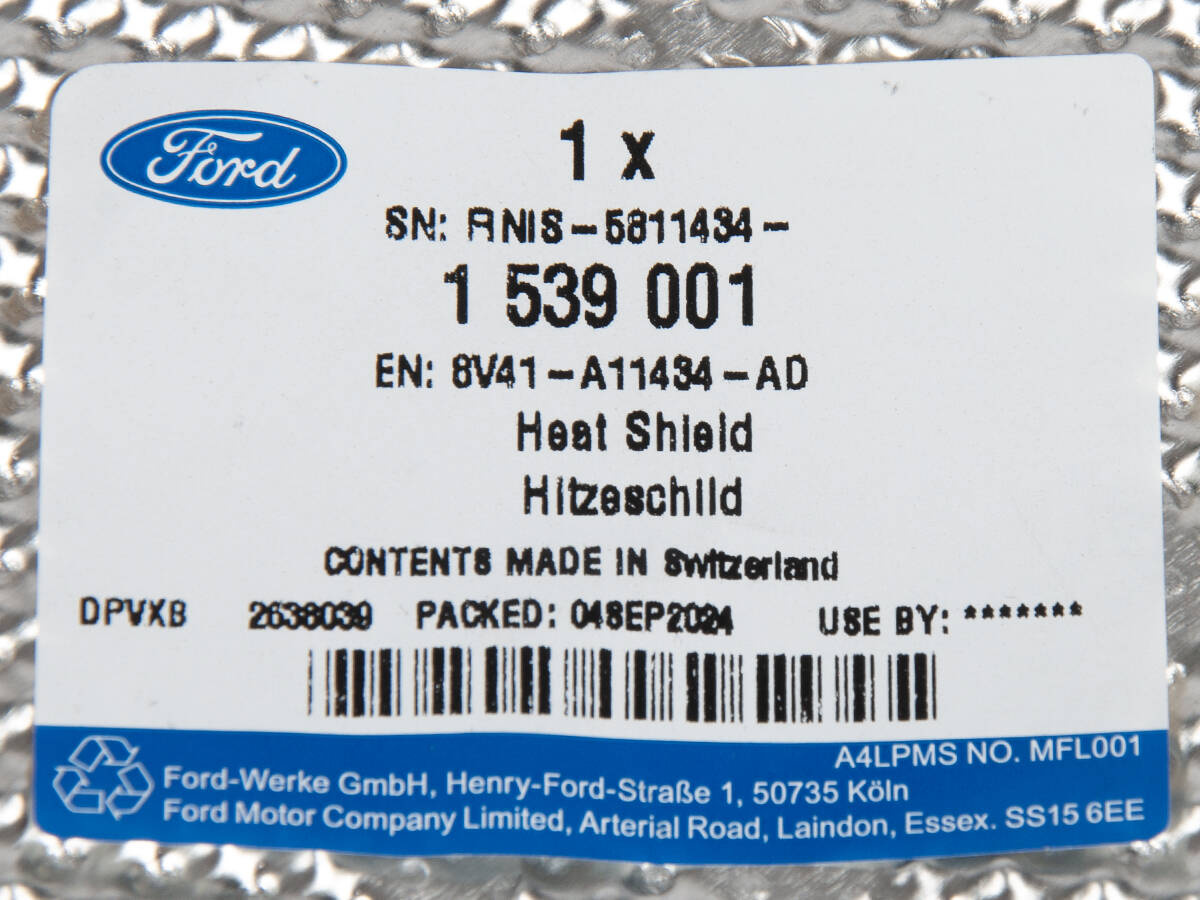 Ford
1 x
SN: FINIS-5811434-
1 539 001
EN: 8V41-A11434-AD
Heat Shield
Hitzeschild
CONTENTS MADE IN Switzerland
DPVXB 2638039 PACKED: 04SEP2024 USE BY: *******
A4LPMS NO. MFL001
Ford-Werke GmbH, Henry-Ford-Straße 1, 50735 Köln
Ford Motor Company Limited, Arterial Road, Laindon, Essex. SS15 6EE